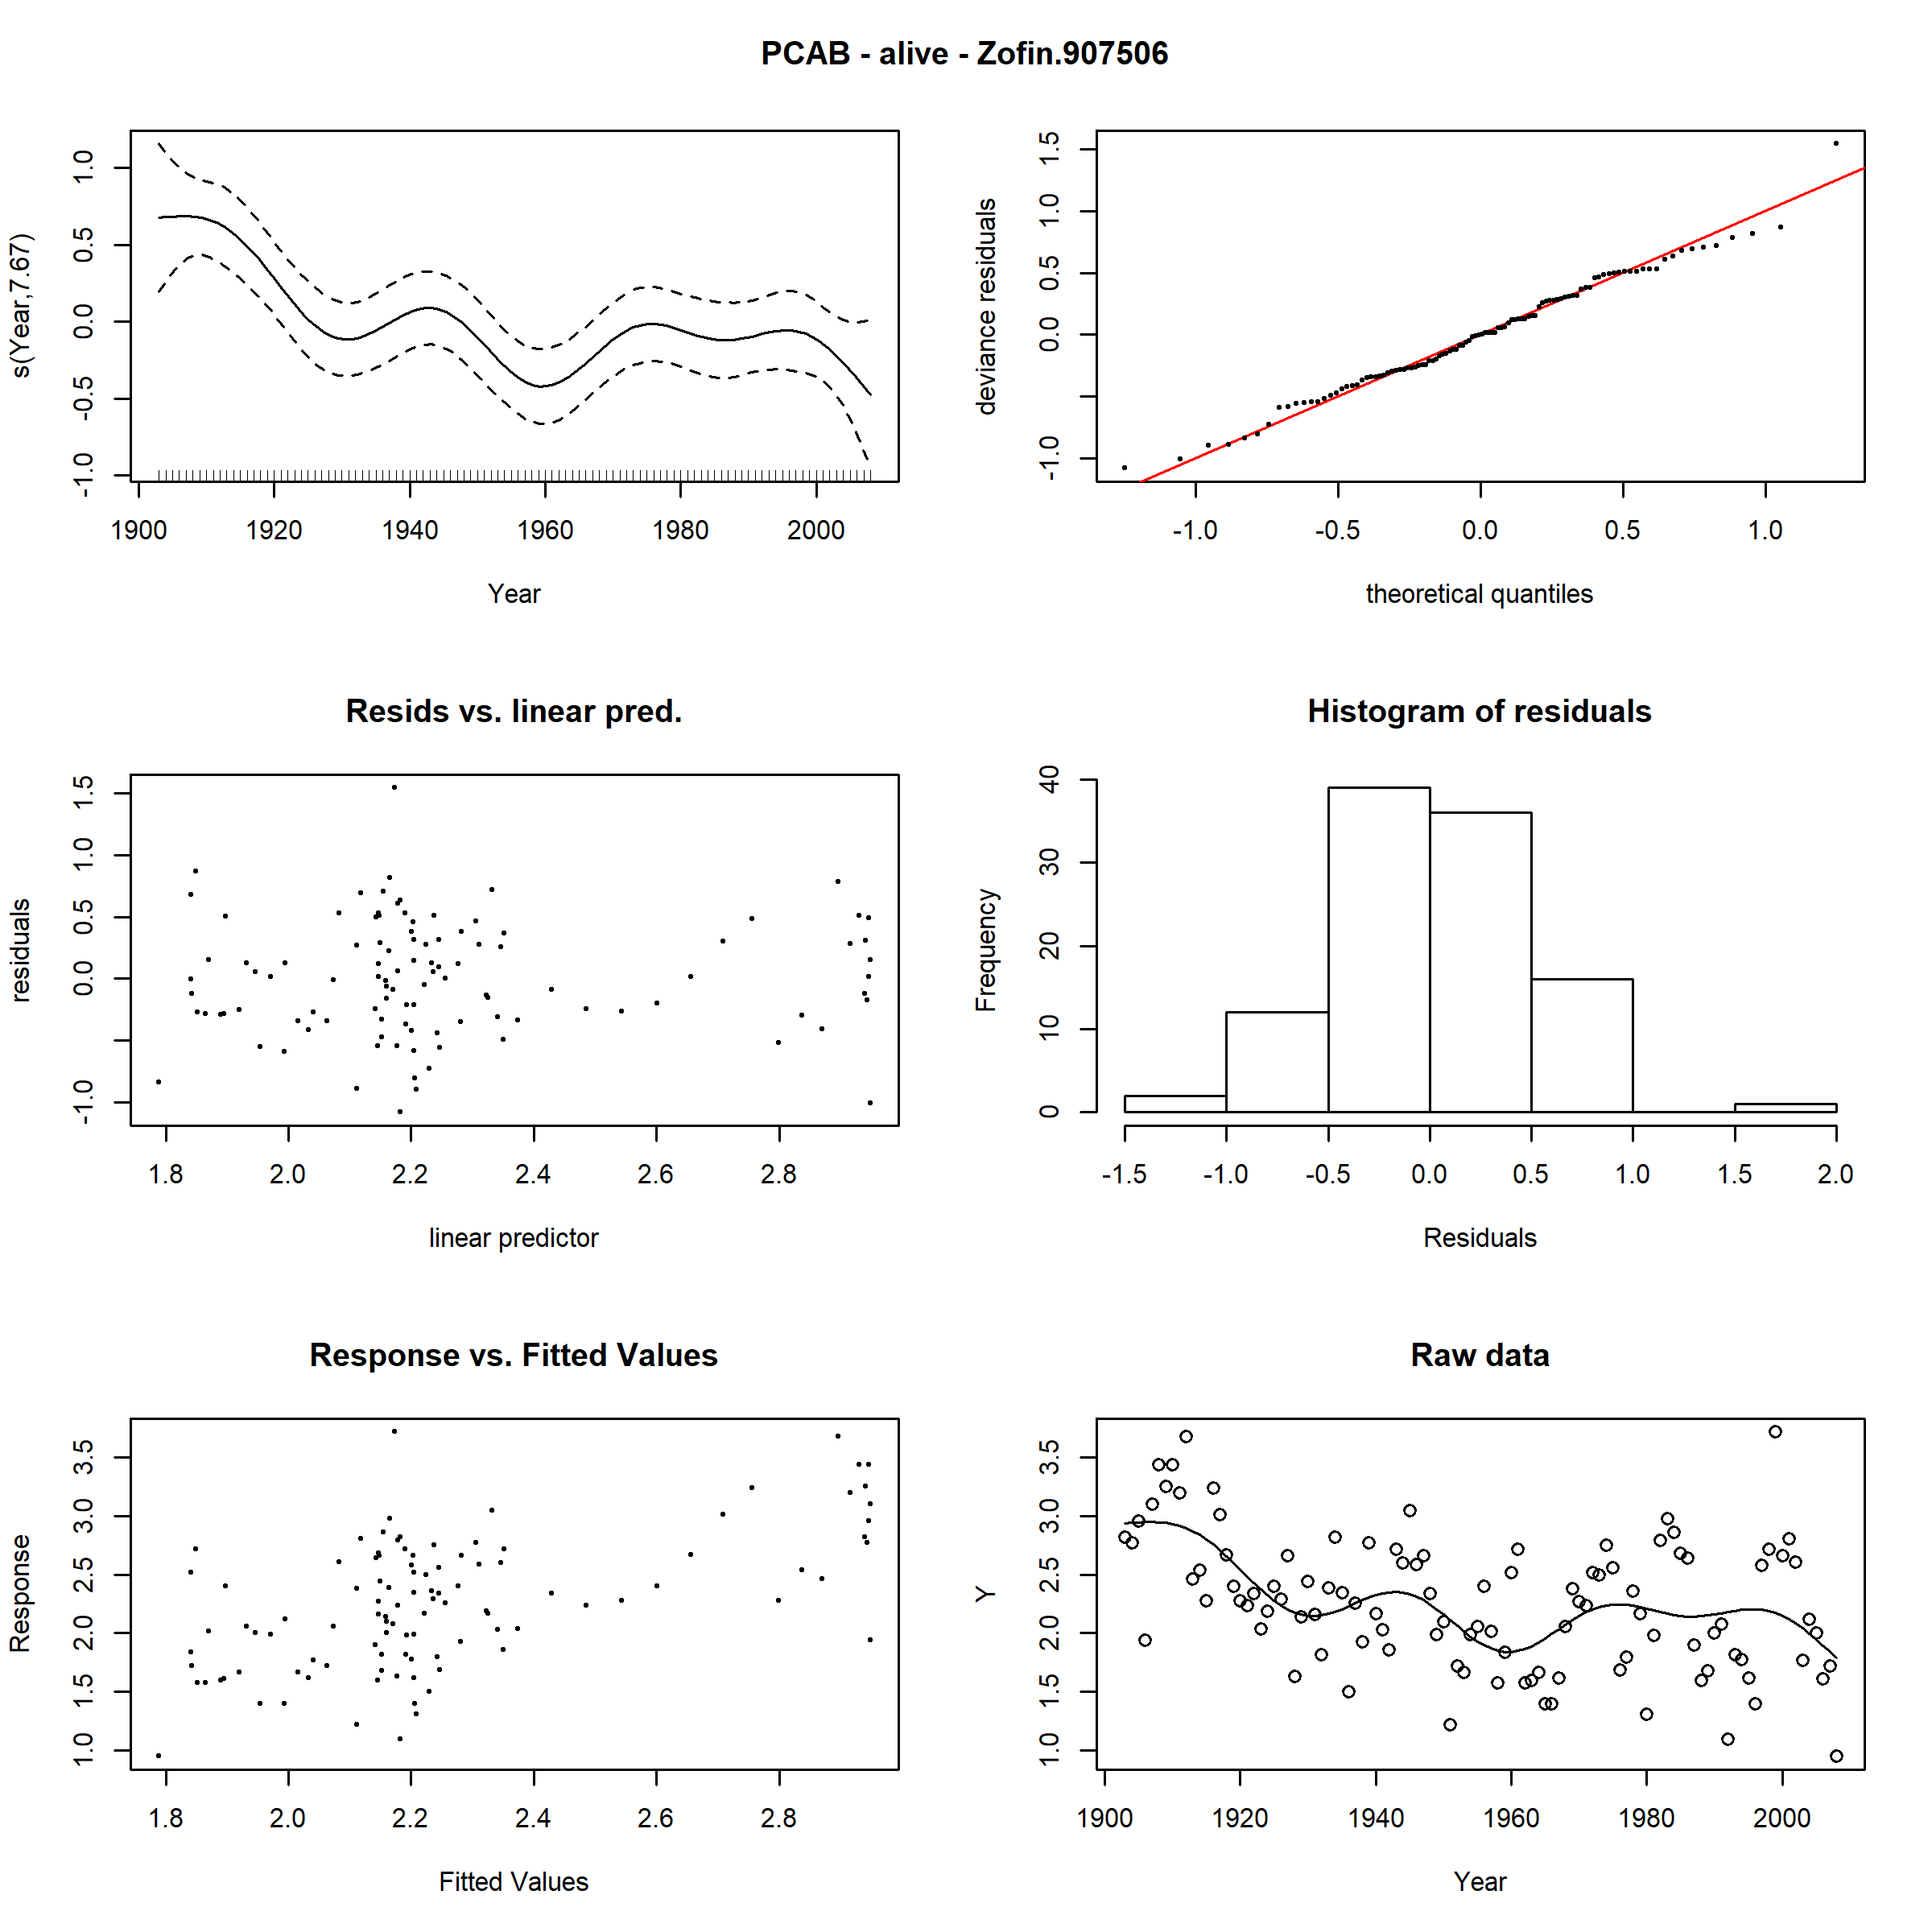 PCAB - alive - Zofin.907506
s(Year,7.67)
-1.0 -0.5 0.0 0.5 1.0
1900 1920 1940 1960 1980 2000
Year
deviance residuals
-1.0 0.0 0.5 1.0 1.5
-1.0 -0.5 0.0 0.5 1.0
theoretical quantiles
Resids vs. linear pred.
residuals
-1.0 0.0 0.5 1.0 1.5
1.8 2.0 2.2 2.4 2.6 2.8
linear predictor
Histogram of residuals
Frequency
0 10 20 30 40
-1.5 -1.0 -0.5 0.0 0.5 1.0 1.5 2.0
Residuals
Response vs. Fitted Values
Response
1.0 1.5 2.0 2.5 3.0 3.5
1.8 2.0 2.2 2.4 2.6 2.8
Fitted Values
Raw data
Y
1.0 1.5 2.0 2.5 3.0 3.5
1900 1920 1940 1960 1980 2000
Year